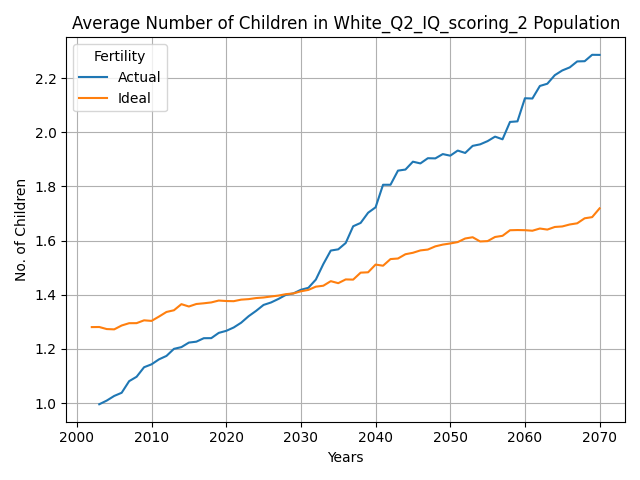 Average Number of Children in White_Q2_IQ_scoring_2 Population
Fertility
Actual
Ideal
No. of Children
2.2
2.0
1.8
1.6
1.4
1.2
1.0
2000 2010 2020 2030 2040 2050 2060 2070
Years